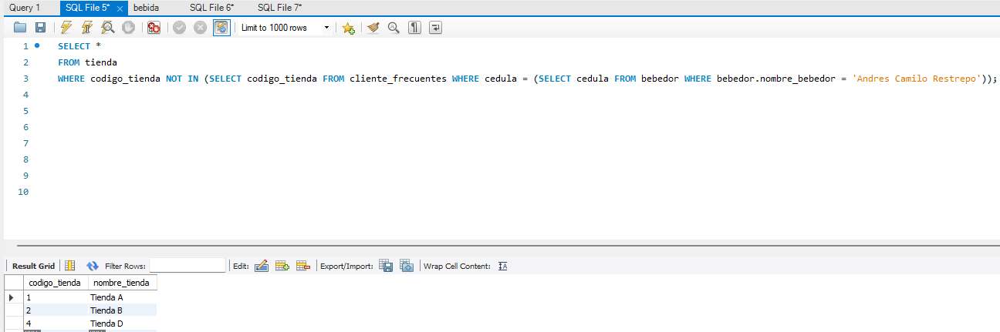 Query 1 SQL File 5* bebida SQL File 6* SQL File 7*
Limit to 1000 rows
1 SELECT *
2 FROM tienda
3 WHERE codigo_tienda NOT IN (SELECT codigo_tienda FROM cliente_frecuentes WHERE cedula = (SELECT cedula FROM bebedor WHERE bebedor.nombre_bebedor = 'Andres Camilo Restrepo'));
4
5
6
7
8
9
10
Result Grid Filter Rows: Edit: Export/Import: Wrap Cell Content:
codigo_tienda nombre_tienda
1 Tienda A
2 Tienda B
4 Tienda D